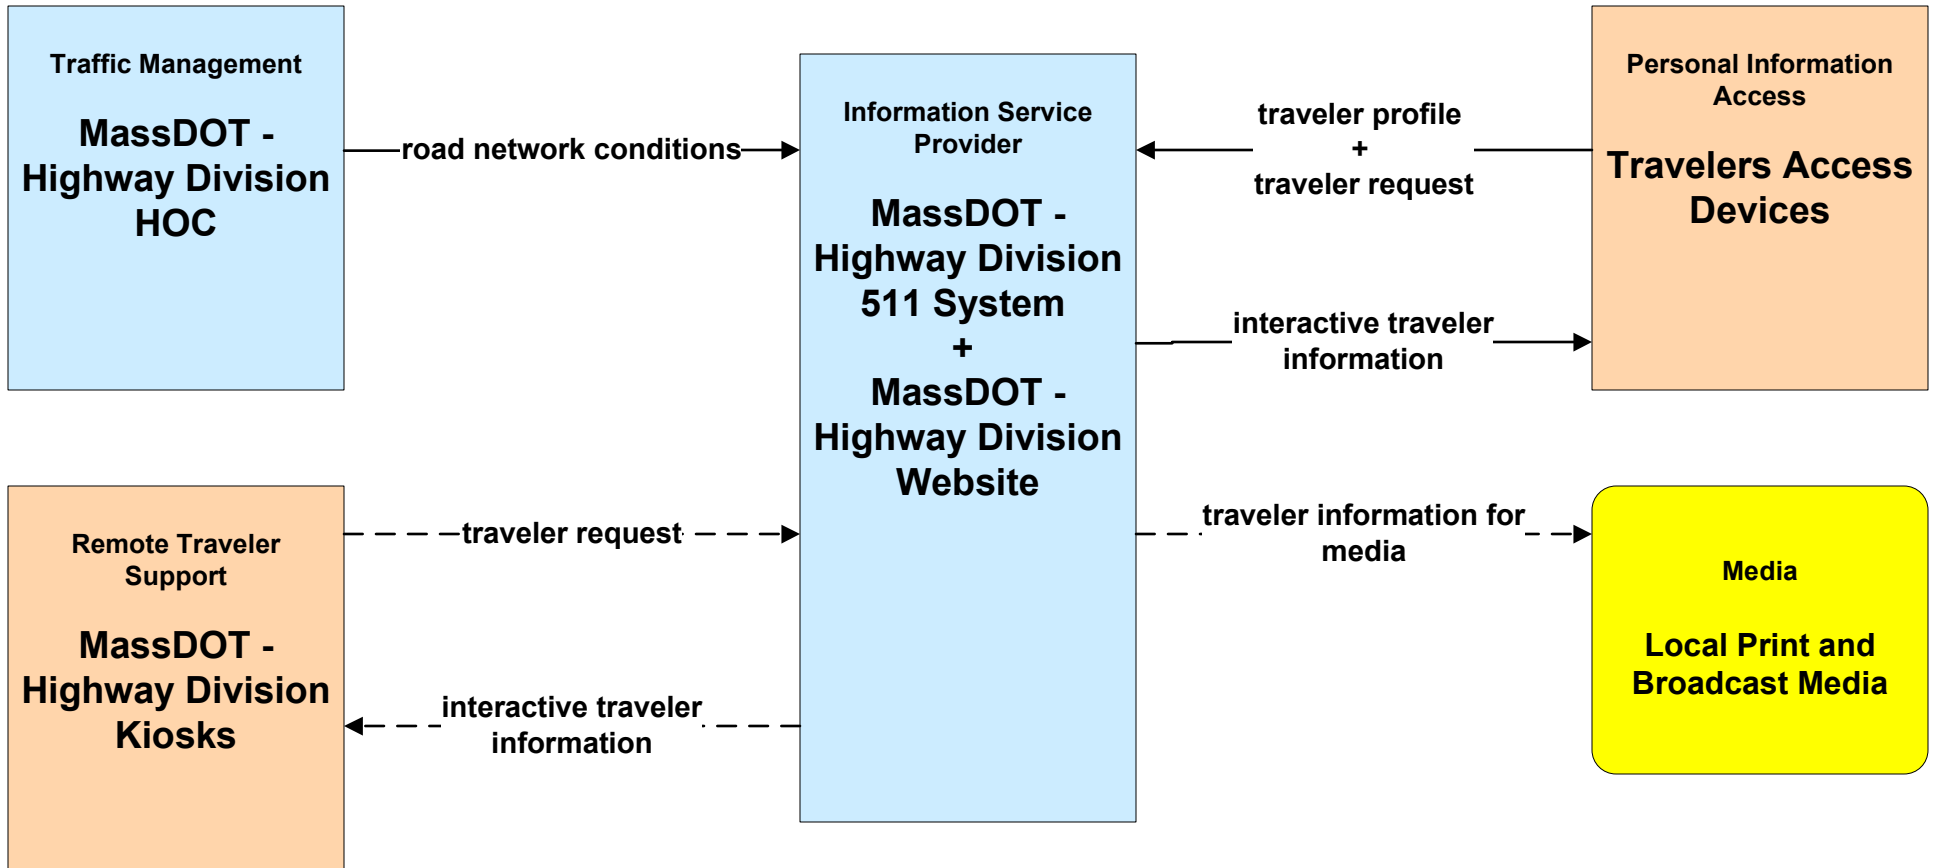 Traffic Management
MassDOT -
Highway Division
HOC
road network conditions
Information Service
Provider
MassDOT -
Highway Division
511 System
+
MassDOT -
Highway Division
Website
traveler profile
+
traveler request
Personal Information
Access
Travelers Access
Devices
interactive traveler
information
Remote Traveler
Support
MassDOT -
Highway Division
Kiosks
traveler request
interactive traveler
information
traveler information for
media
Media
Local Print and
Broadcast Media